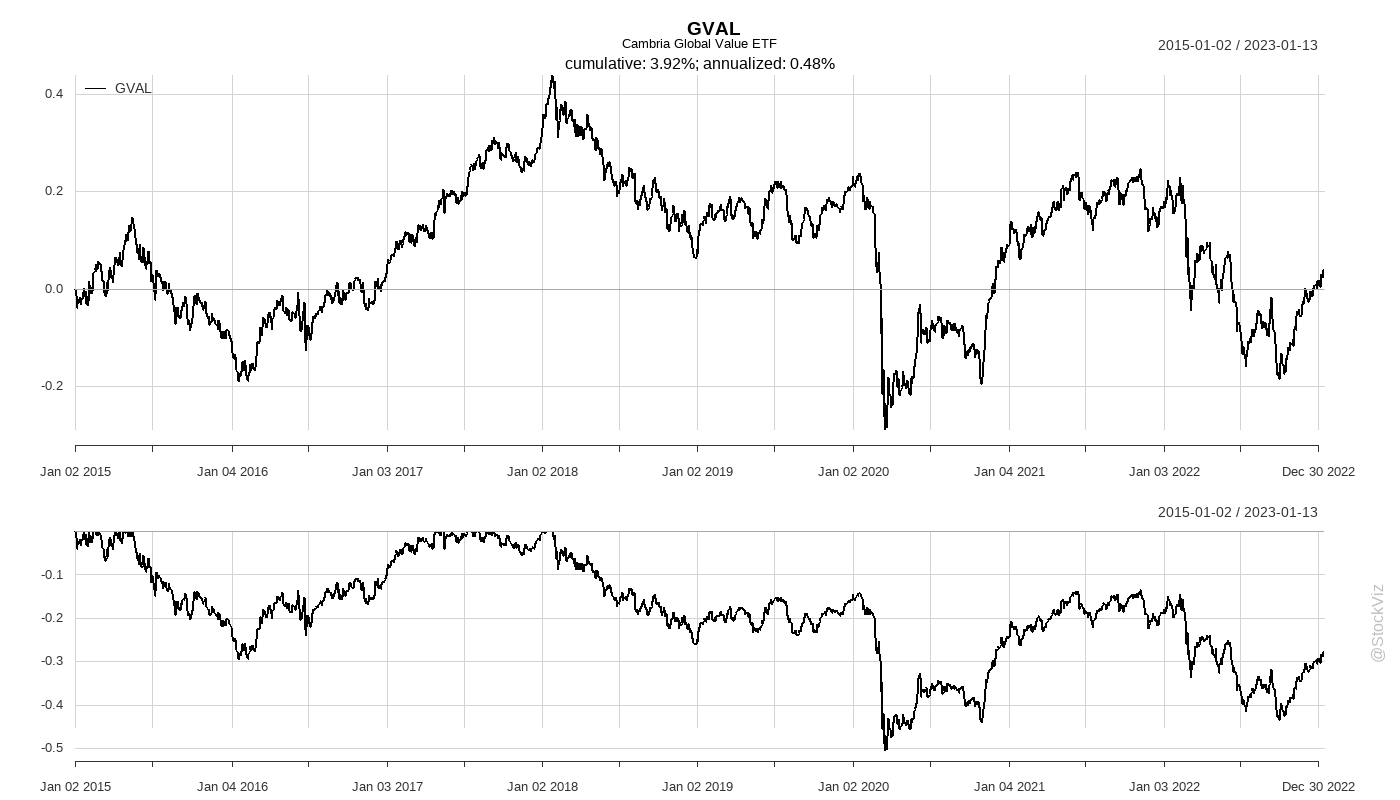 GVAL
Cambria Global Value ETF
2015-01-02 / 2023-01-13
cumulative: 3.92%; annualized: 0.48%
GVAL
0.4
0.2
0.0
-0.2
Jan 02 2015 Jan 04 2016 Jan 03 2017 Jan 02 2018 Jan 02 2019 Jan 02 2020 Jan 04 2021 Jan 03 2022 Dec 30 2022
2015-01-02 / 2023-01-13
-0.1
-0.2
-0.3
-0.4
-0.5
Jan 02 2015 Jan 04 2016 Jan 03 2017 Jan 02 2018 Jan 02 2019 Jan 02 2020 Jan 04 2021 Jan 03 2022 Dec 30 2022
@StockViz